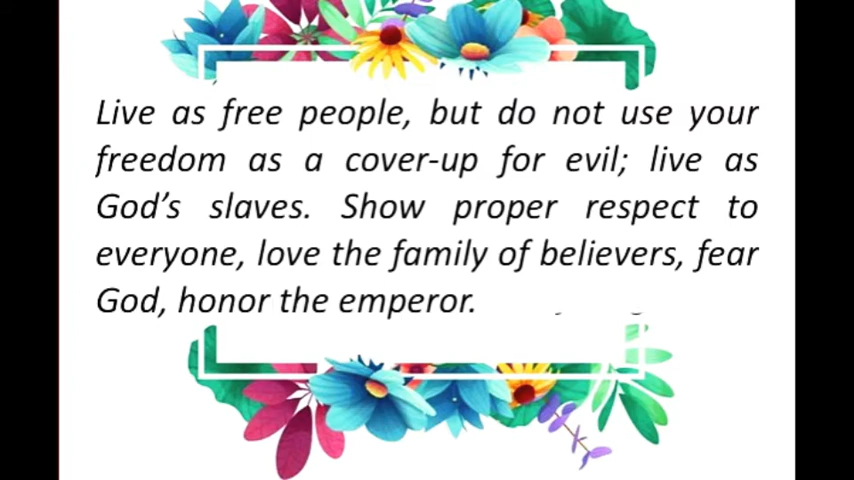 Live as free people, but do not use your
freedom as a cover-up for evil; live as
God’s slaves. Show proper respect to
everyone, love the family of believers, fear
God, honor the emperor.